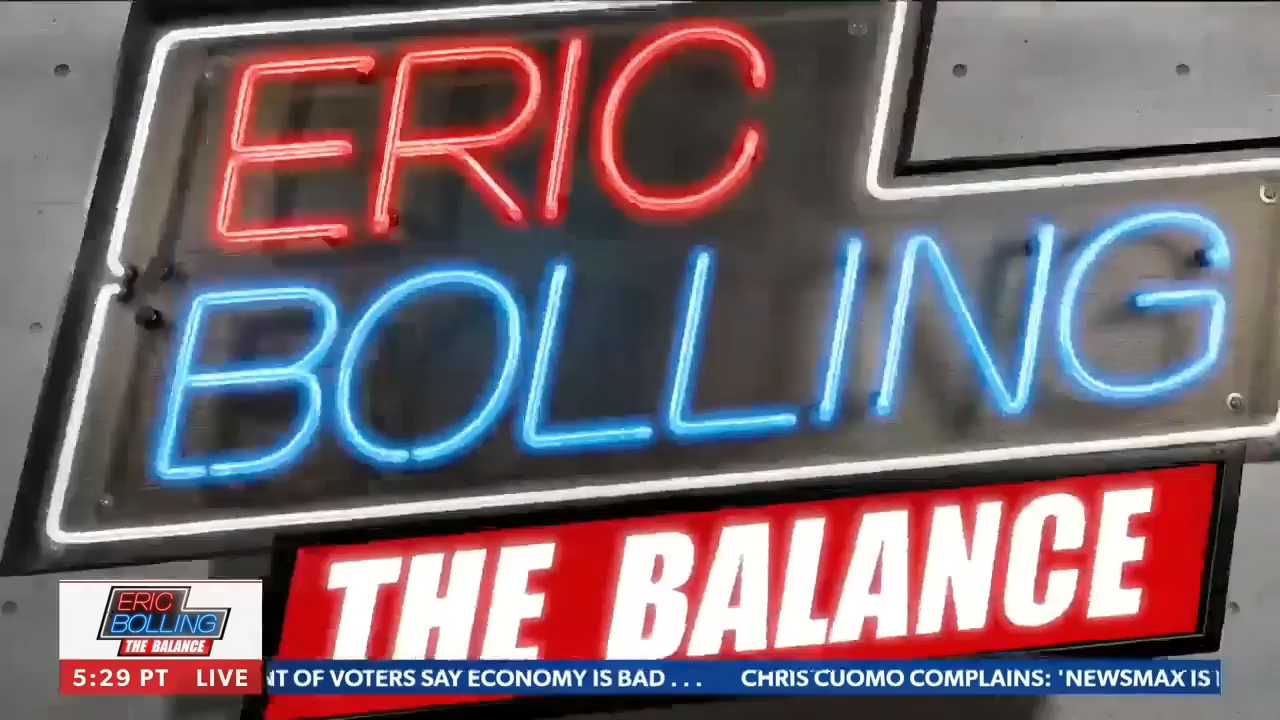 ERIC
BOLLING
THE BALANCE
ERIC
BOLLING
THE BALANCE
5:29 PT LIVE
NT OF VOTERS SAY ECONOMY IS BAD . . . CHRIS CUOMO COMPLAINS: 'NEWSMAX IS